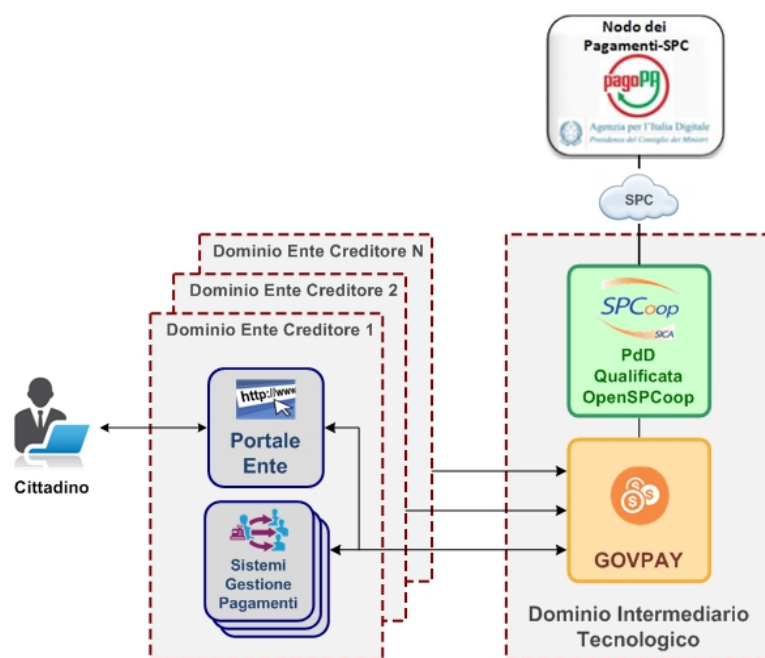 Nodo dei
Pagamenti-SPC
pagoPA
Agenzia per l'Italia Digitale
Presidenza del Consiglio dei Ministri
SPC
Dominio Ente Creditore N
Dominio Ente Creditore 2
Dominio Ente Creditore 1
SPCoop
SICA
PdD
Qualificata
OpenSPCoop
http://www
Portale
Ente
Cittadino
Sistemi
Gestione
Pagamenti
GOVPAY
Dominio Intermediario
Tecnologico